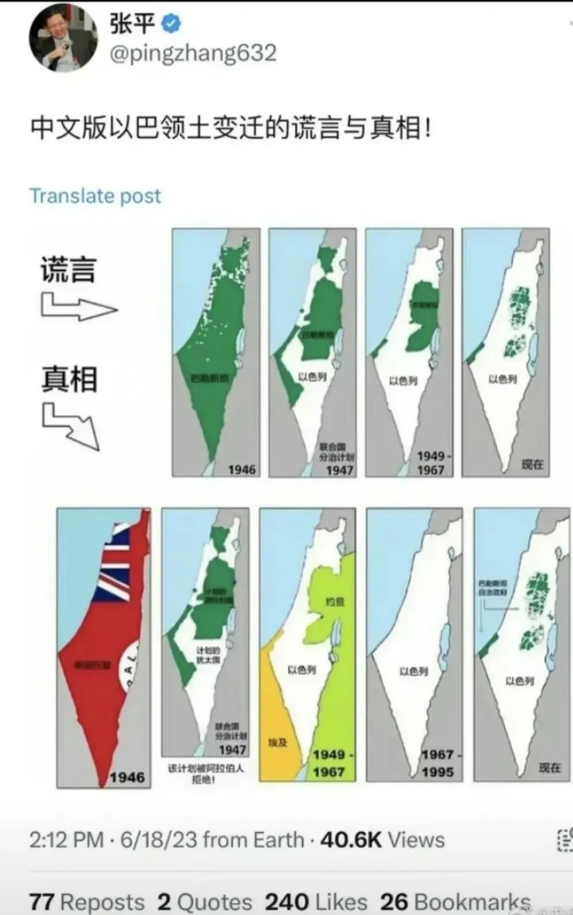 张平
@pingzhang632
中文版以巴领土变迁的谎言与真相!
Translate post
谎言
真相
巴勒斯坦
1946
巴勒斯坦
以色列
联合国
分治计划
1947
以色列
1949 -
1967
以色列
现在
1946
计划的
犹太国
联合国
分治计划
1947
该计划被阿拉伯人
拒绝!
约旦
以色列
埃及
1949 -
1967
以色列
1967 -
1995
巴勒斯坦
自治政府
以色列
现在
2:12 PM · 6/18/23 from Earth · 40.6K Views
77 Reposts 2 Quotes 240 Likes 26 Bookmarks